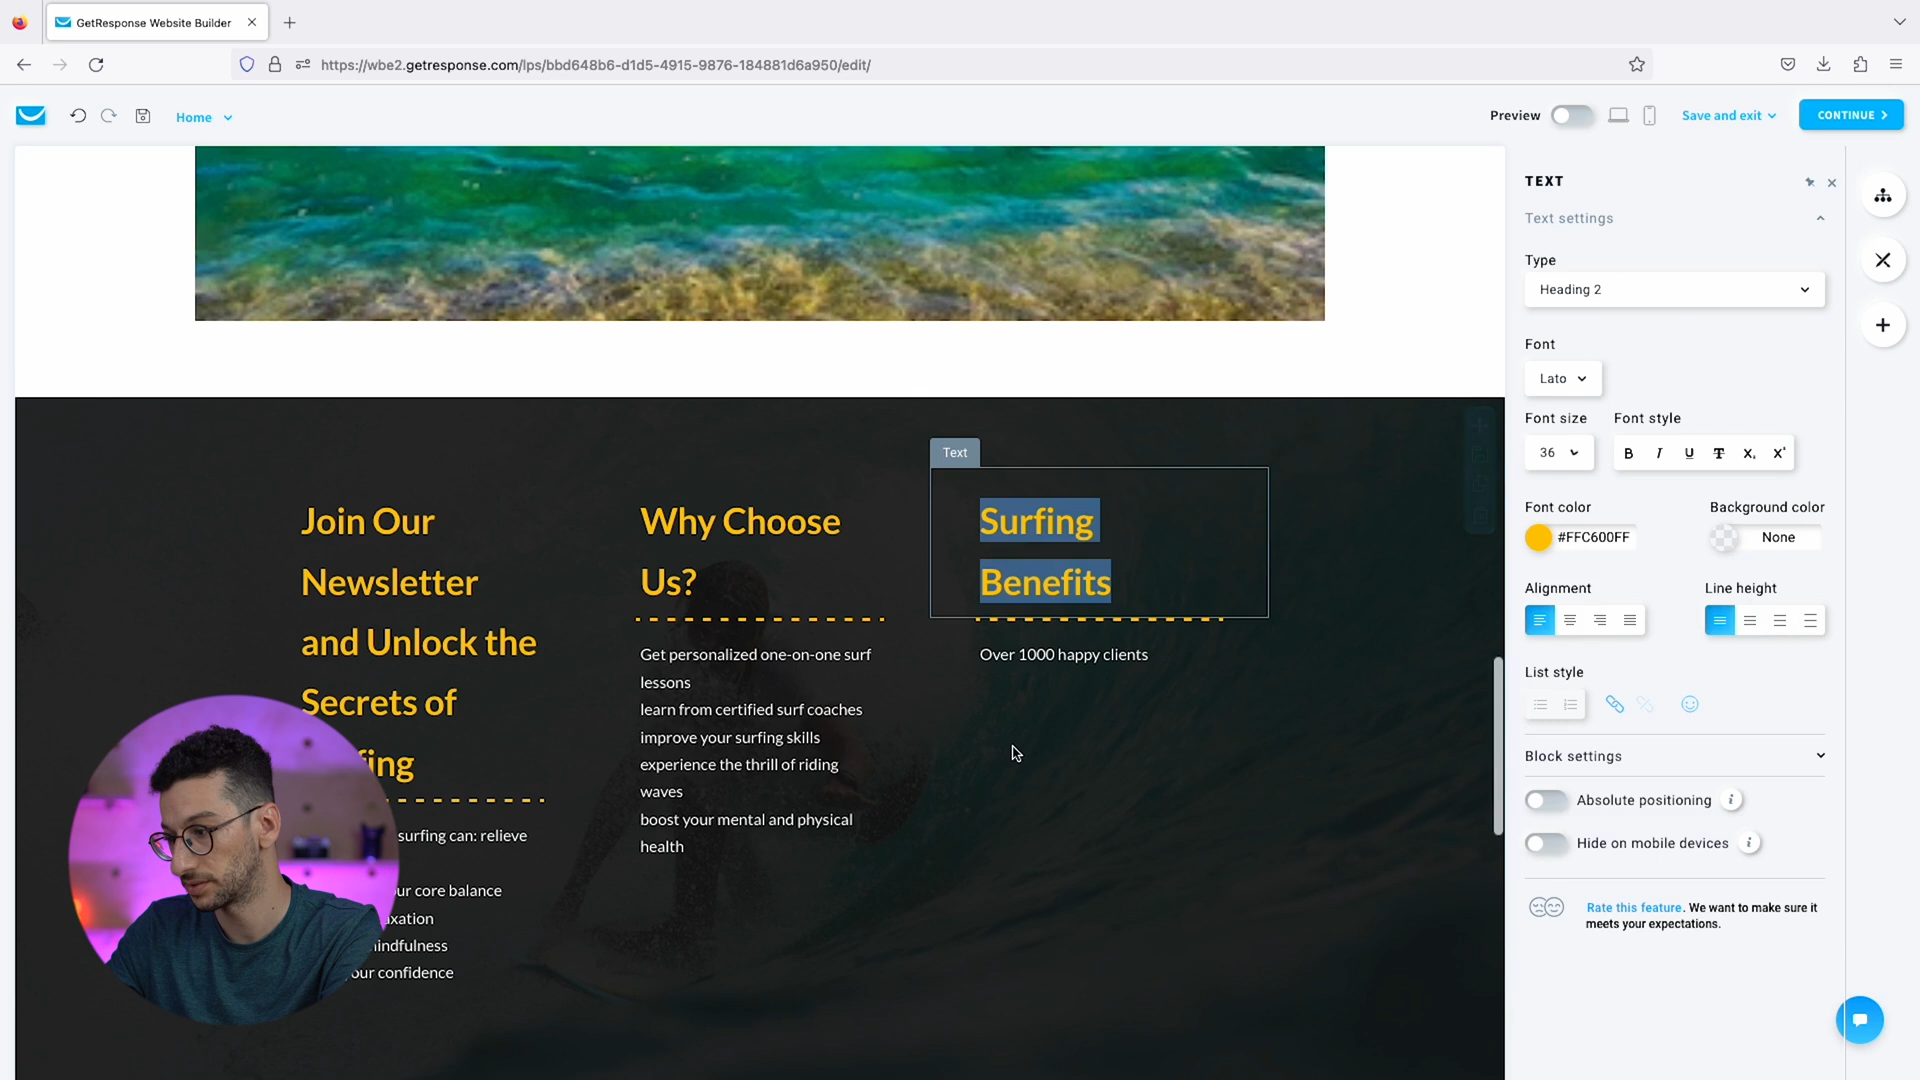 GetResponse Website Builder
https://wbe2.getresponse.com/lps/bbd648b6-d1d5-4915-9876-184881d6a950/edit/
Home
Preview
Save and exit
CONTINUE
Text
Join Our
Newsletter
and Unlock the
Secrets of
fing
surfing can: relieve
ur core balance
axation
indfulness
our confidence
Why Choose
Us?
Get personalized one-on-one surf
lessons
learn from certified surf coaches
improve your surfing skills
experience the thrill of riding
waves
boost your mental and physical
health
Surfing
Benefits
Over 1000 happy clients
TEXT
Text settings
Type
Heading 2
Font
Lato
Font size
Font style
36
B I U T X, X'
Font color
Background color
#FFC600FF
None
Alignment
Line height
List style
Block settings
Absolute positioning
Hide on mobile devices
Rate this feature. We want to make sure it
meets your expectations.